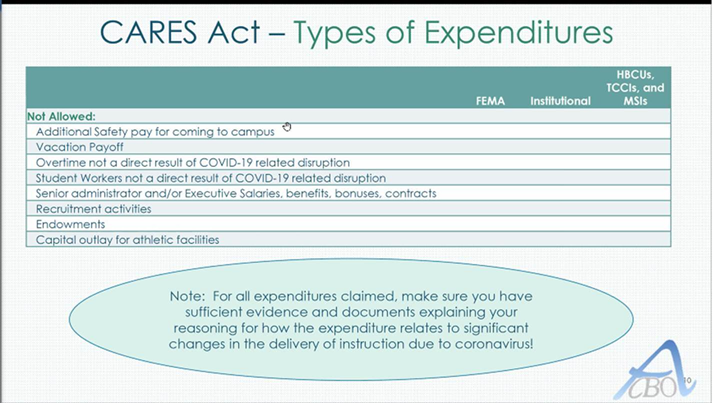 CARES Act – Types of Expenditures
HBCUs,
TCCIs, and
FEMA Institutional MSIs
Not Allowed:
Additional Safety pay for coming to campus
Vacation Payoff
Overtime not a direct result of COVID-19 related disruption
Student Workers not a direct result of COVID-19 related disruption
Senior administrator and/or Executive Salaries, benefits, bonuses, contracts
Recruitment activities
Endowments
Capital outlay for athletic facilities
Note: For all expenditures claimed, make sure you have
sufficient evidence and documents explaining your
reasoning for how the expenditure relates to significant
changes in the delivery of instruction due to coronavirus!
ACBO